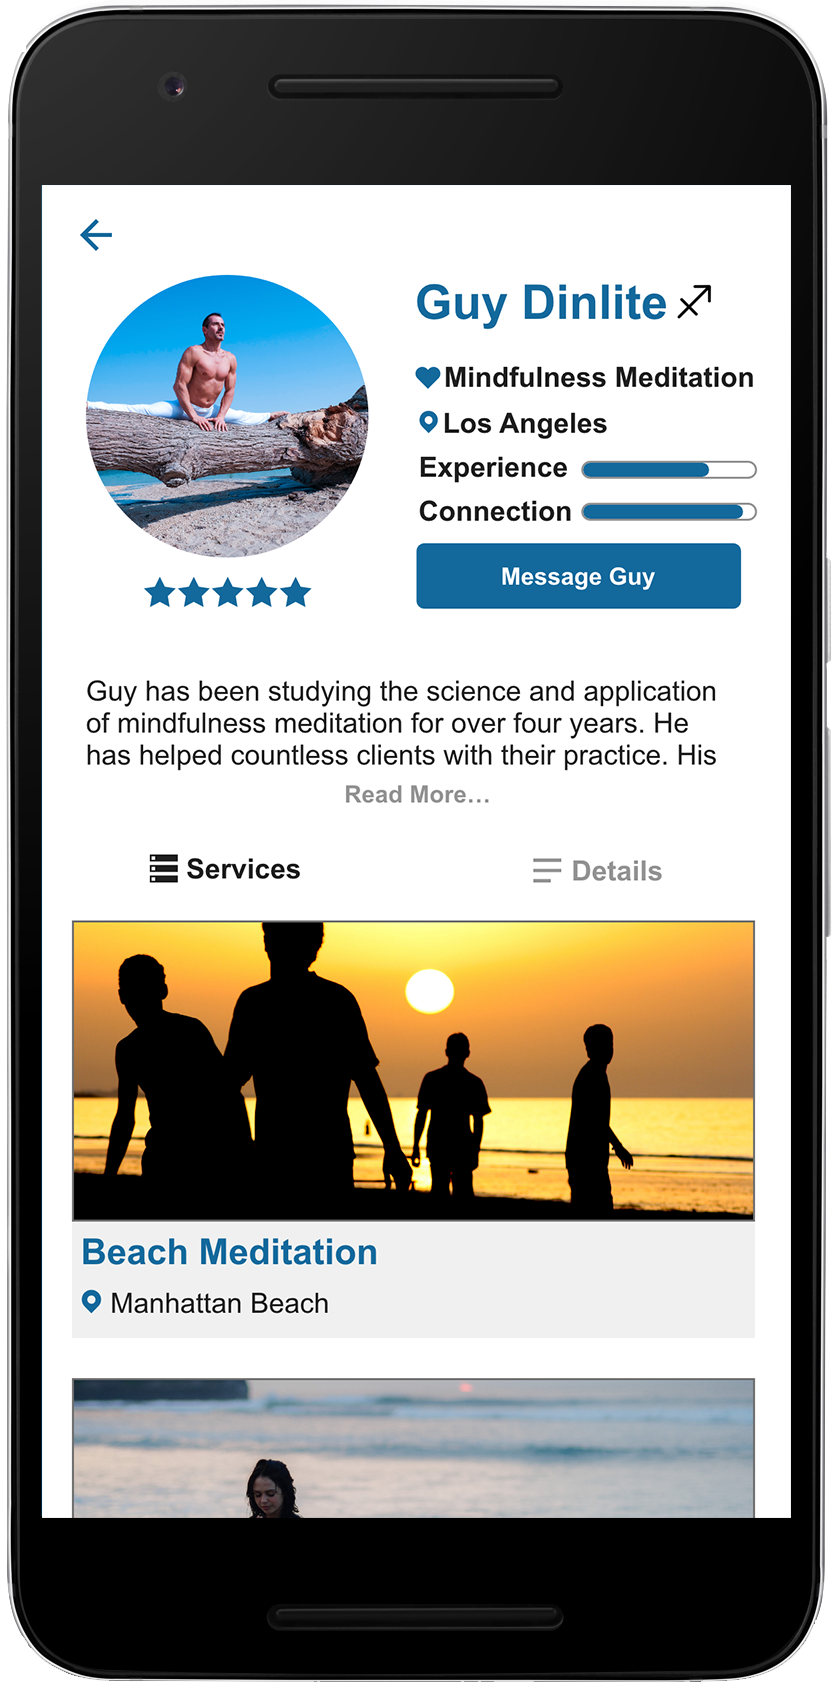 Guy Dinlite
Mindfulness Meditation
Los Angeles
Experience
Connection
Message Guy
Guy has been studying the science and application
of mindfulness meditation for over four years. He
has helped countless clients with their practice. His
Read More…
Services
Details
Beach Meditation
Manhattan Beach